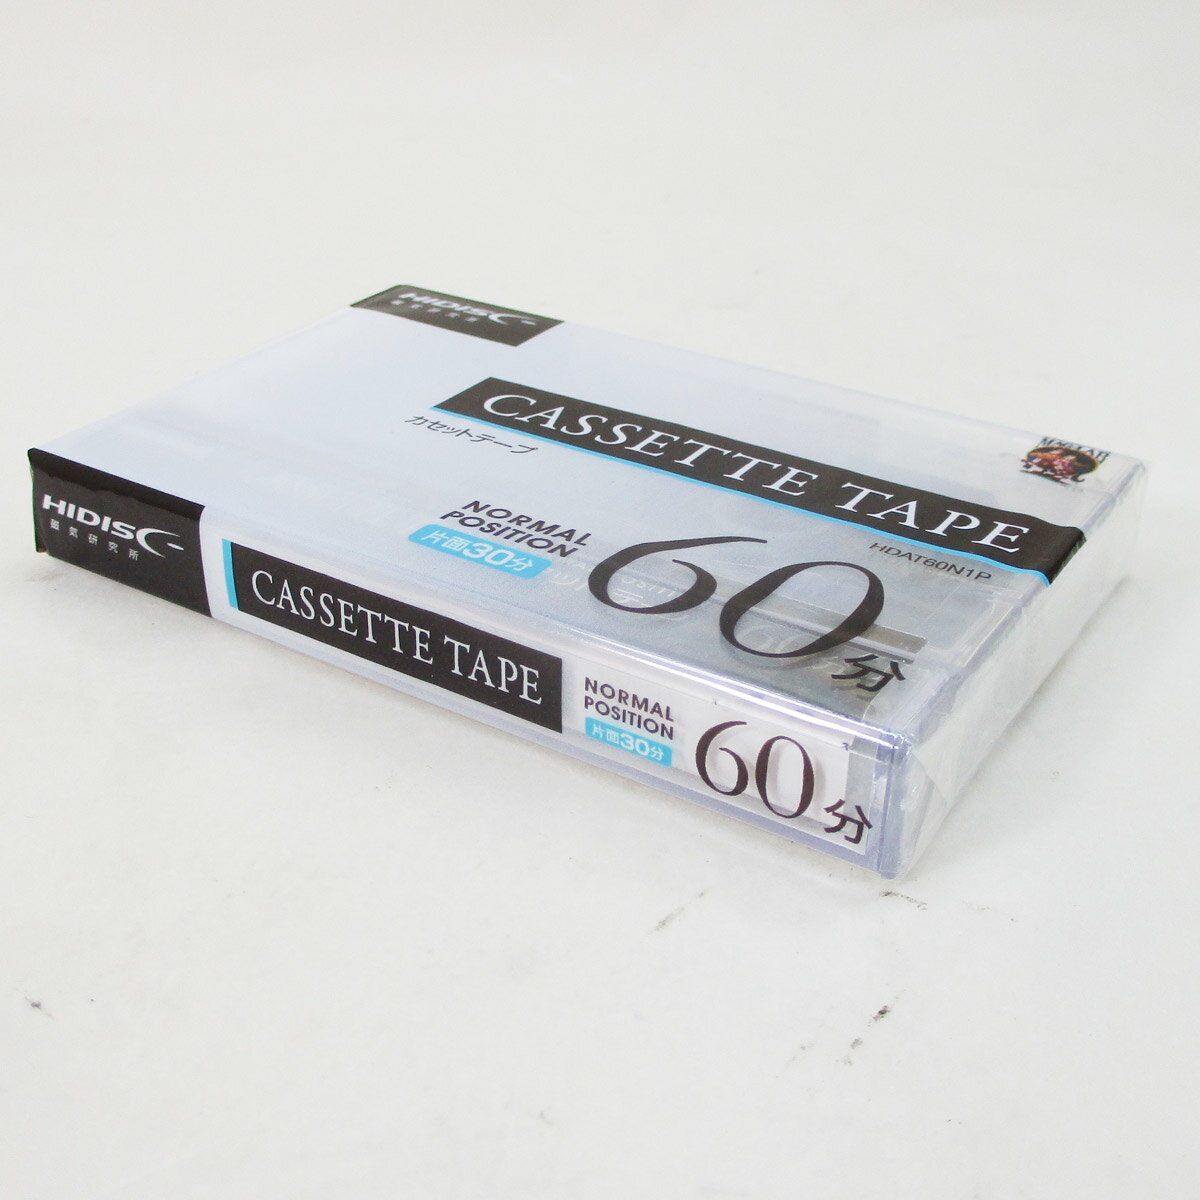 HIDISC
磁気研究所
CASSETTE TAPE
カセットテープ
NORMAL
POSITION
片面30分
60分
HDAT60N1P
MAG-LAB
HIDISC
磁気研究所
CASSETTE TAPE
NORMAL
POSITION
片面30分
60分